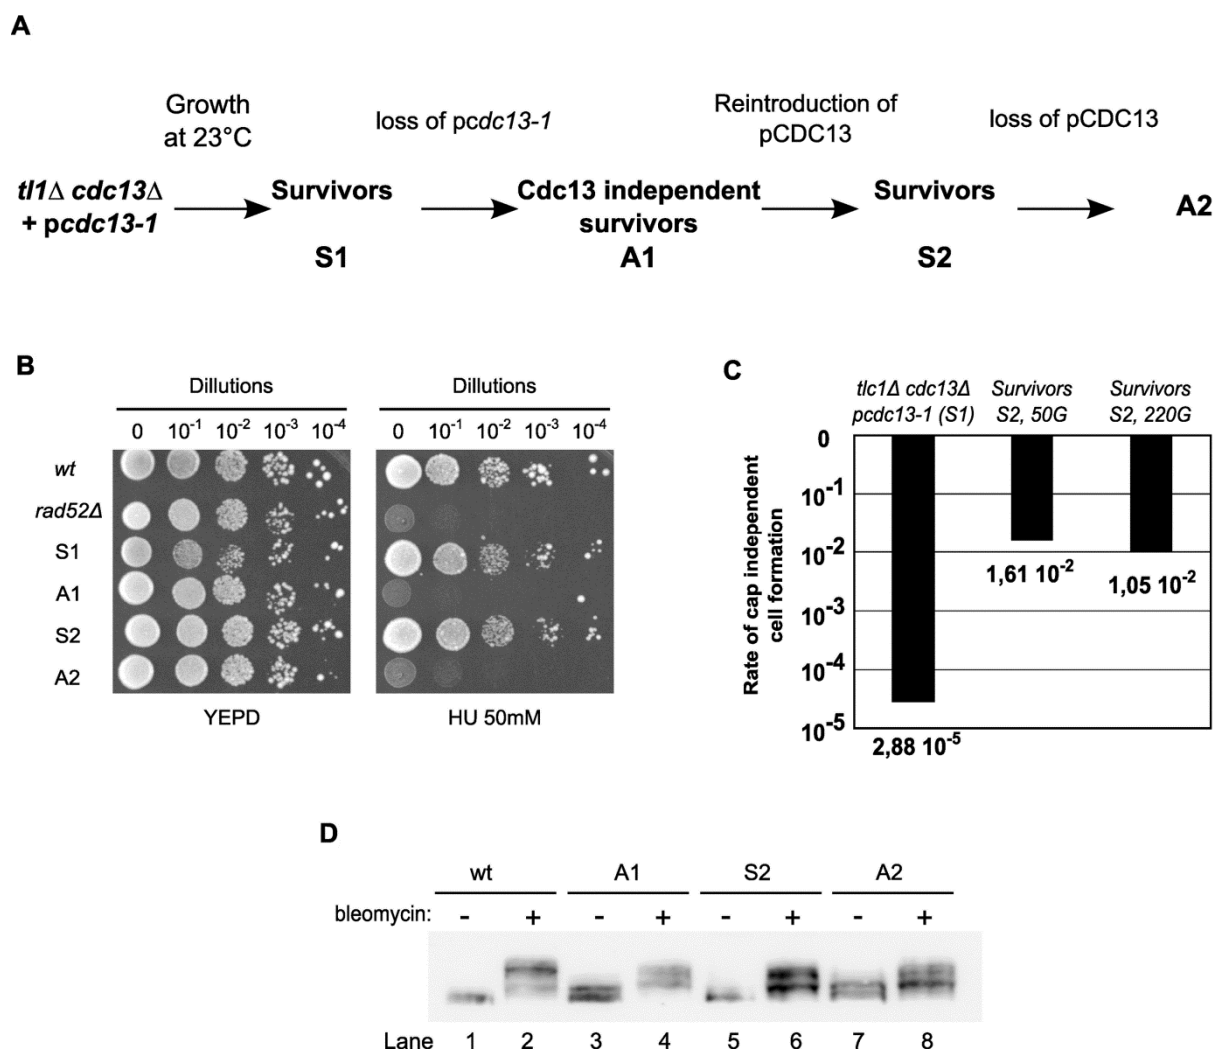 A
Growth
at 23°C
loss of pcdc13-1
Reintroduction of
pCDC13
loss of pCDC13
tl1Δ cdc13Δ
+ pcdc13-1
Survivors
S1
Cdc13 independent
survivors
A1
Survivors
S2
A2
B
Dillutions
Dillutions
0 10-1 10-2 10-3 10-4
0 10-1 10-2 10-3 10-4
wt
rad52Δ
S1
A1
S2
A2
YEPD
HU 50mM
C
tlc1Δ cdc13Δ
pcdc13-1 (S1)
Survivors
S2, 50G
Survivors
S2, 220G
Rate of cap independent
cell formation
0
10-1
10-2
10-3
10-4
10-5
2,88 10-5
1,61 10-2
1,05 10-2
D
wt A1 S2 A2
bleomycin: - + - + - + - +
Lane 1 2 3 4 5 6 7 8